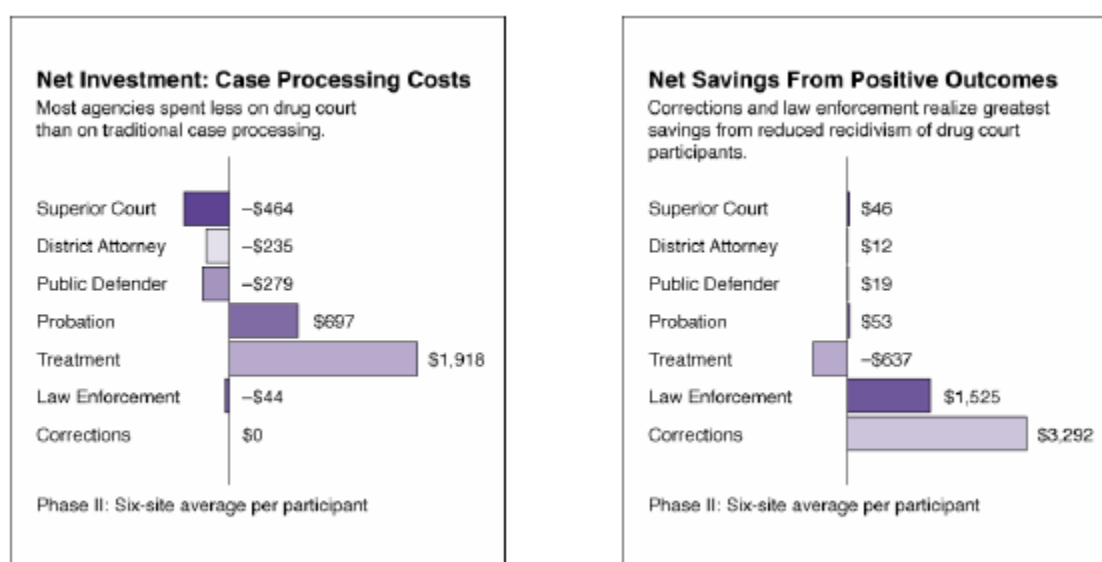 Net Investment: Case Processing Costs
Most agencies spent less on drug court
than on traditional case processing.
Superior Court –$464
District Attorney –$235
Public Defender –$279
Probation $697
Treatment $1,918
Law Enforcement –$44
Corrections $0
Phase II: Six-site average per participant
Net Savings From Positive Outcomes
Corrections and law enforcement realize greatest
savings from reduced recidivism of drug court
participants.
Superior Court $46
District Attorney $12
Public Defender $19
Probation $53
Treatment –$637
Law Enforcement $1,525
Corrections $3,292
Phase II: Six-site average per participant